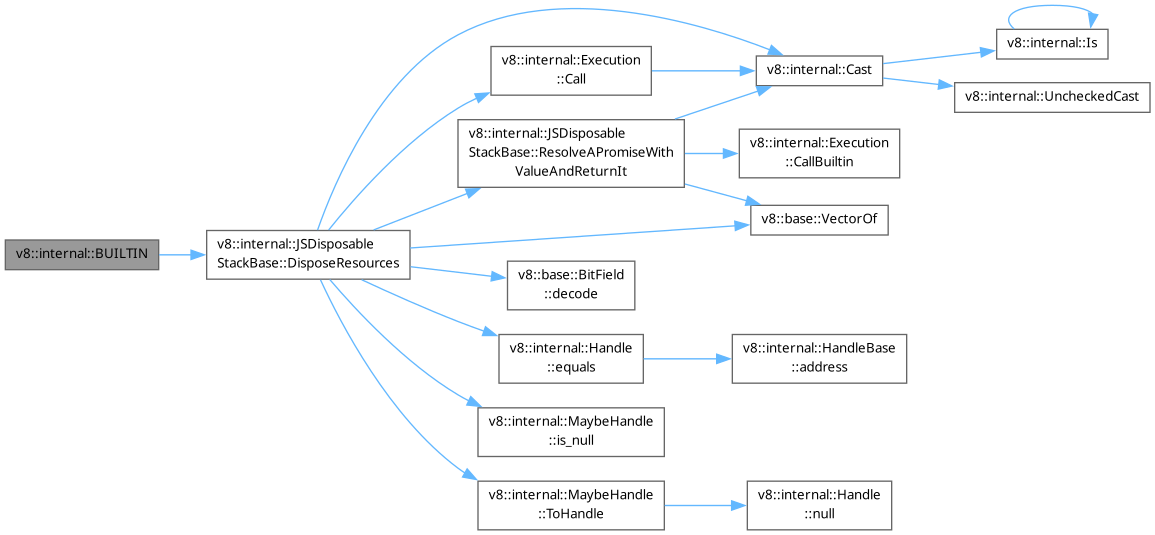 v8::internal::BUILTIN
v8::internal::JSDisposable
StackBase::DisposeResources
v8::internal::Execution
::Call
v8::internal::JSDisposable
StackBase::ResolveAPromiseWith
ValueAndReturnIt
v8::base::BitField
::decode
v8::internal::Handle
::equals
v8::internal::MaybeHandle
::is_null
v8::internal::MaybeHandle
::ToHandle
v8::internal::Cast
v8::internal::Execution
::CallBuiltin
v8::base::VectorOf
v8::internal::HandleBase
::address
v8::internal::Handle
::null
v8::internal::Is
v8::internal::UncheckedCast